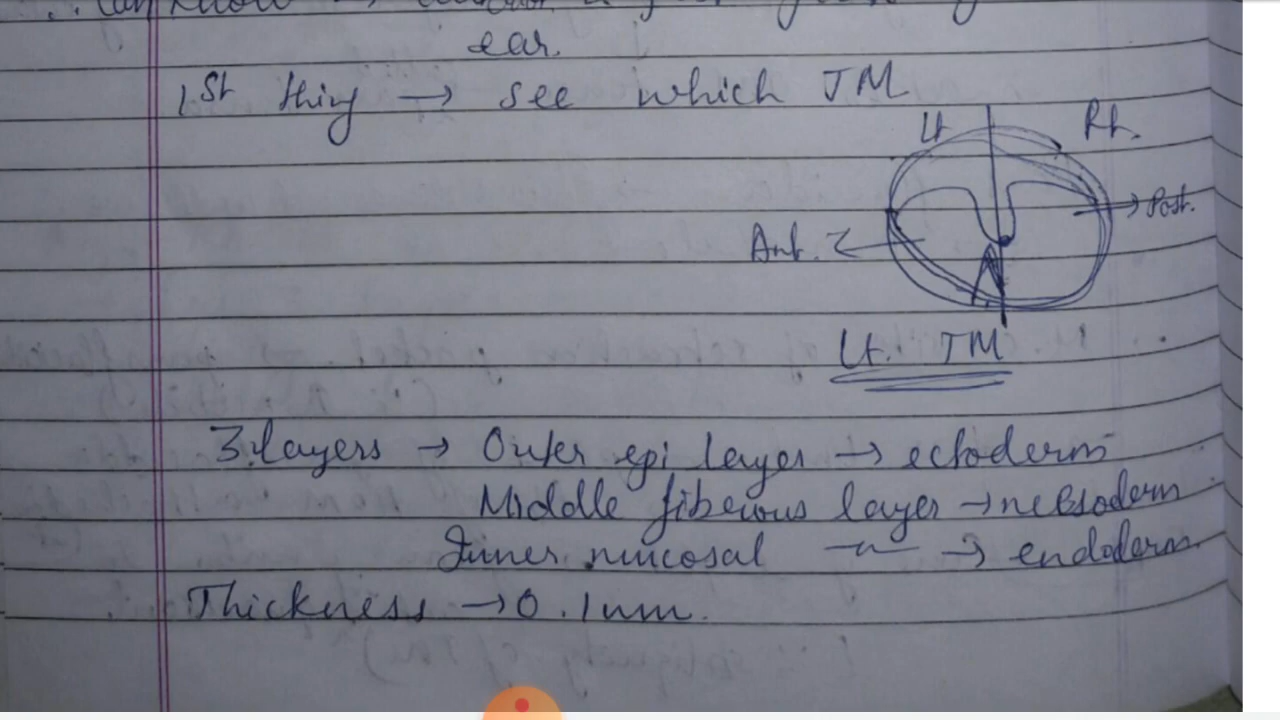 ear.
1st thing → see which TM
Lt Rt.
→ Post.
Ant.
Lt. TM
3 layers → Outer epi layer → ectoderm
Middle fiberous layer → mesoderm
Inner mucosal —"— → endoderm
Thickness → 0.1mm.